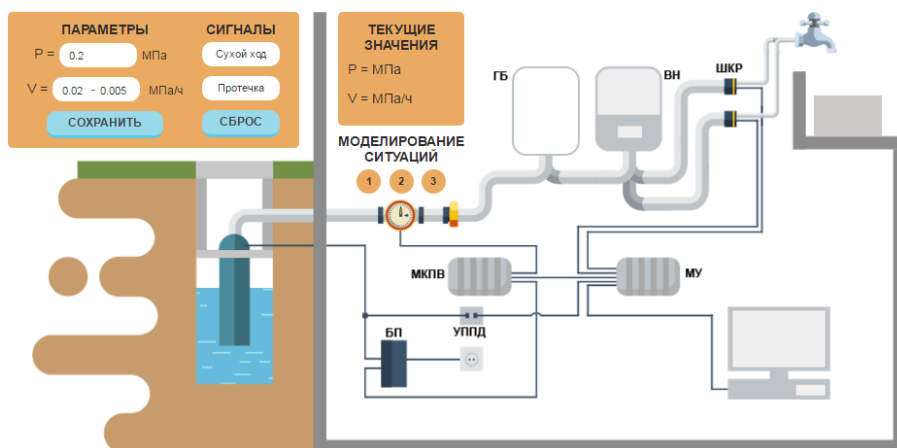 ПАРАМЕТРЫ
P = 0.2 МПа
V = 0.02 - 0.005 МПа/ч
СОХРАНИТЬ
СИГНАЛЫ
Сухой ход
Протечка
СБРОС
ТЕКУЩИЕ
ЗНАЧЕНИЯ
P = МПа
V = МПа/ч
МОДЕЛИРОВАНИЕ
СИТУАЦИЙ
1 2 3
ГБ
ВН
ШКР
МКПВ
МУ
УППД
БП